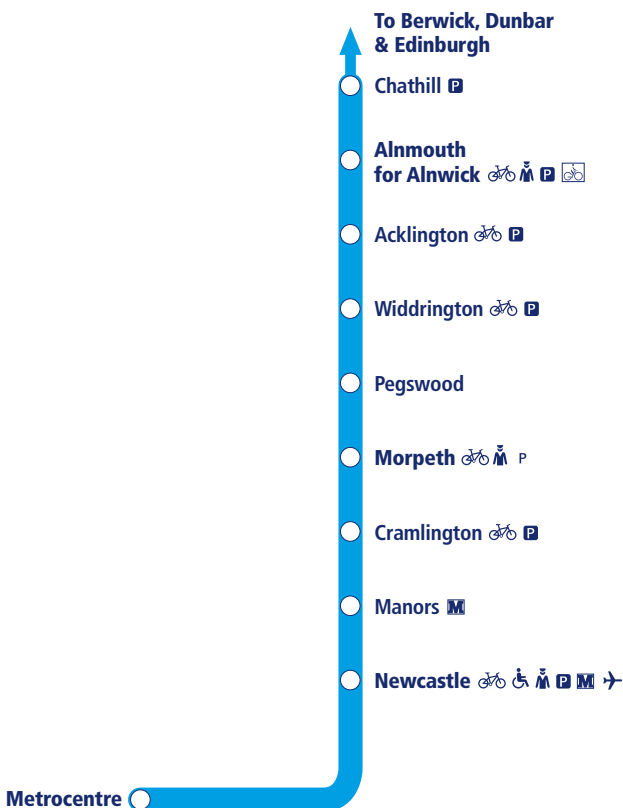 To Berwick, Dunbar
& Edinburgh
Chathill P
Alnmouth
for Alnwick P
Acklington P
Widdrington P
Pegswood
Morpeth P
Cramlington P
Manors M
Newcastle P M
Metrocentre